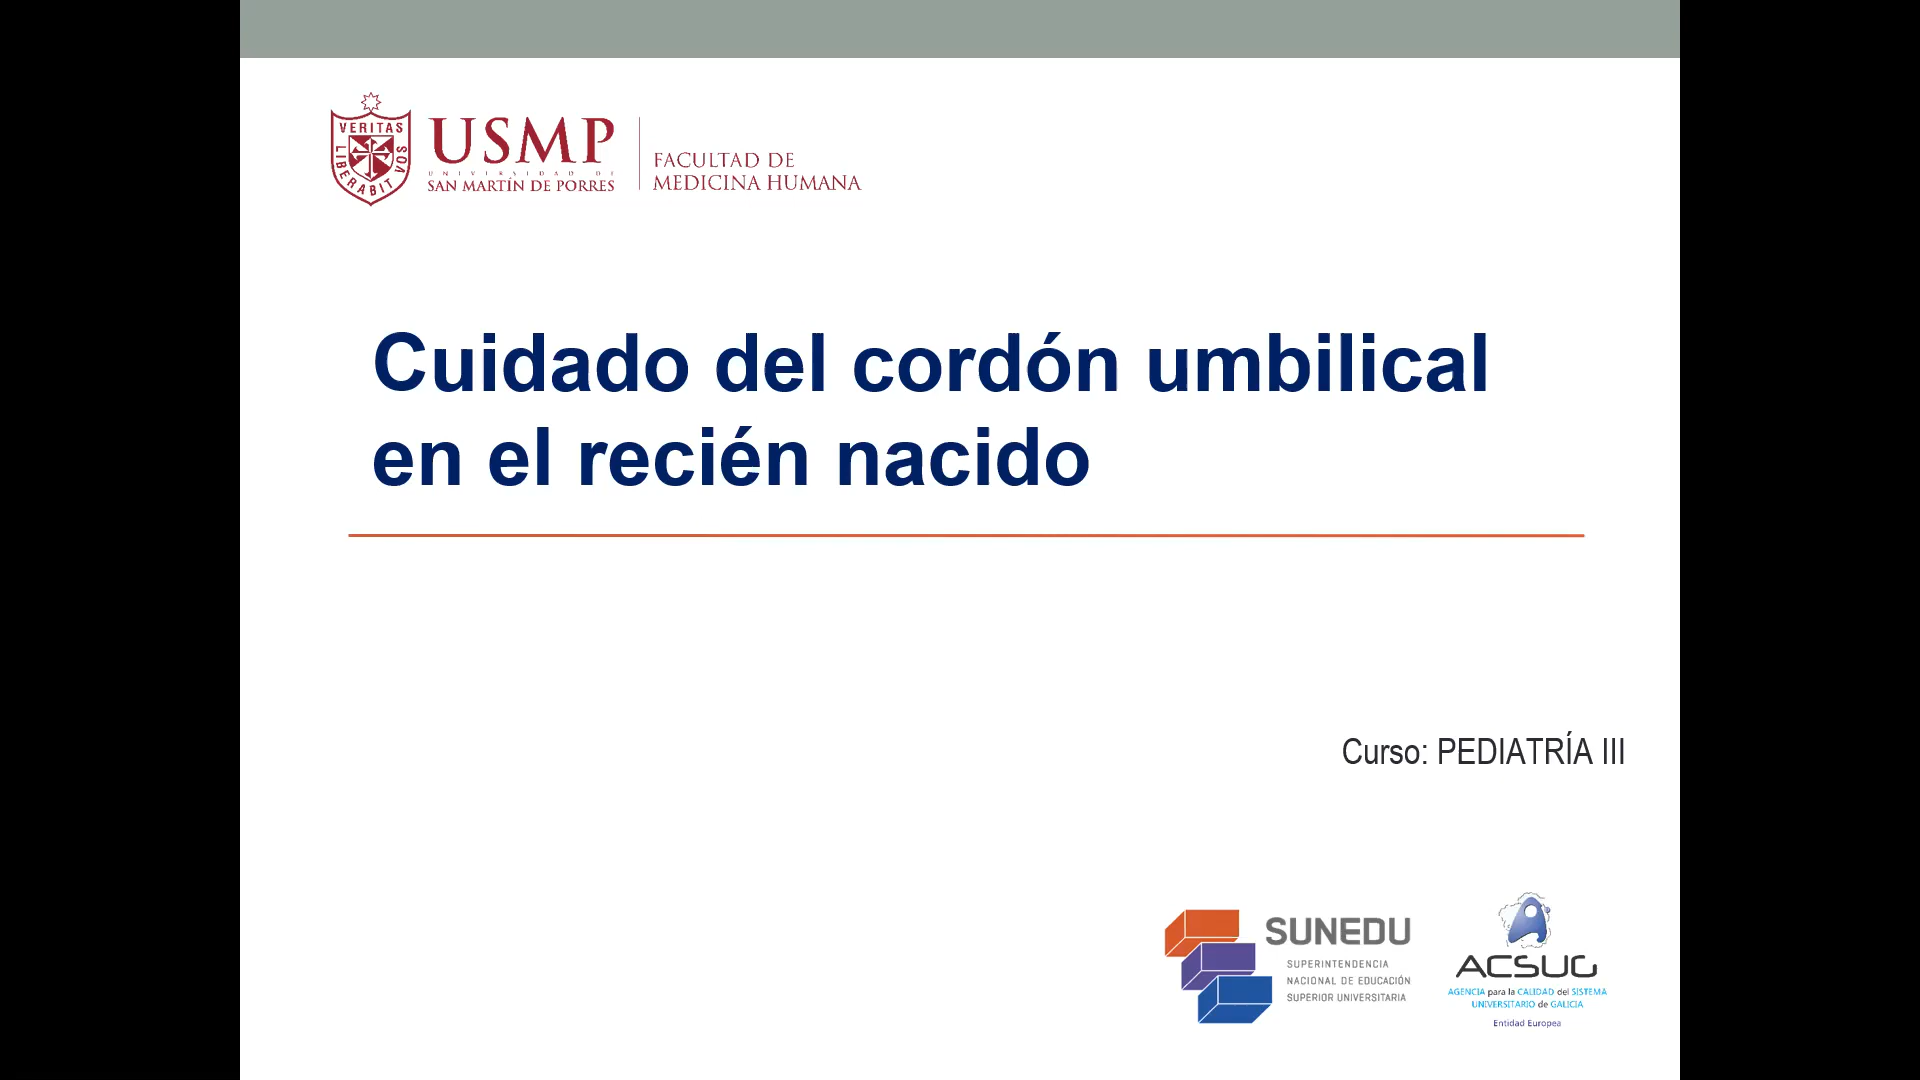 VERITAS
LIBERABIT VOS
USMP
UNIVERSIDAD DE
SAN MARTÍN DE PORRES
FACULTAD DE
MEDICINA HUMANA
Cuidado del cordón umbilical
en el recién nacido
Curso: PEDIATRÍA III
SUNEDU
SUPERINTENDENCIA
NACIONAL DE EDUCACIÓN
SUPERIOR UNIVERSITARIA
ACSUG
AGENCIA para la CALIDAD del SISTEMA
UNIVERSITARIO de GALICIA
Entidad Europea